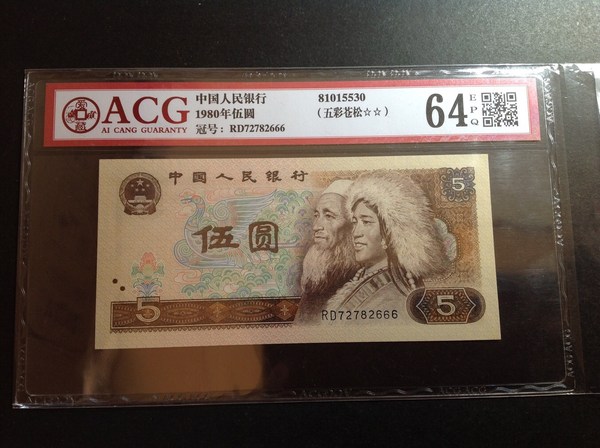 ACG
AI CANG GUARANTY
中国人民银行
1980年伍圆
冠号: RD72782666
81015530
(五彩苍松☆☆)
64
EPQ
中国人民银行
5
伍圆
5
RD72782666
5